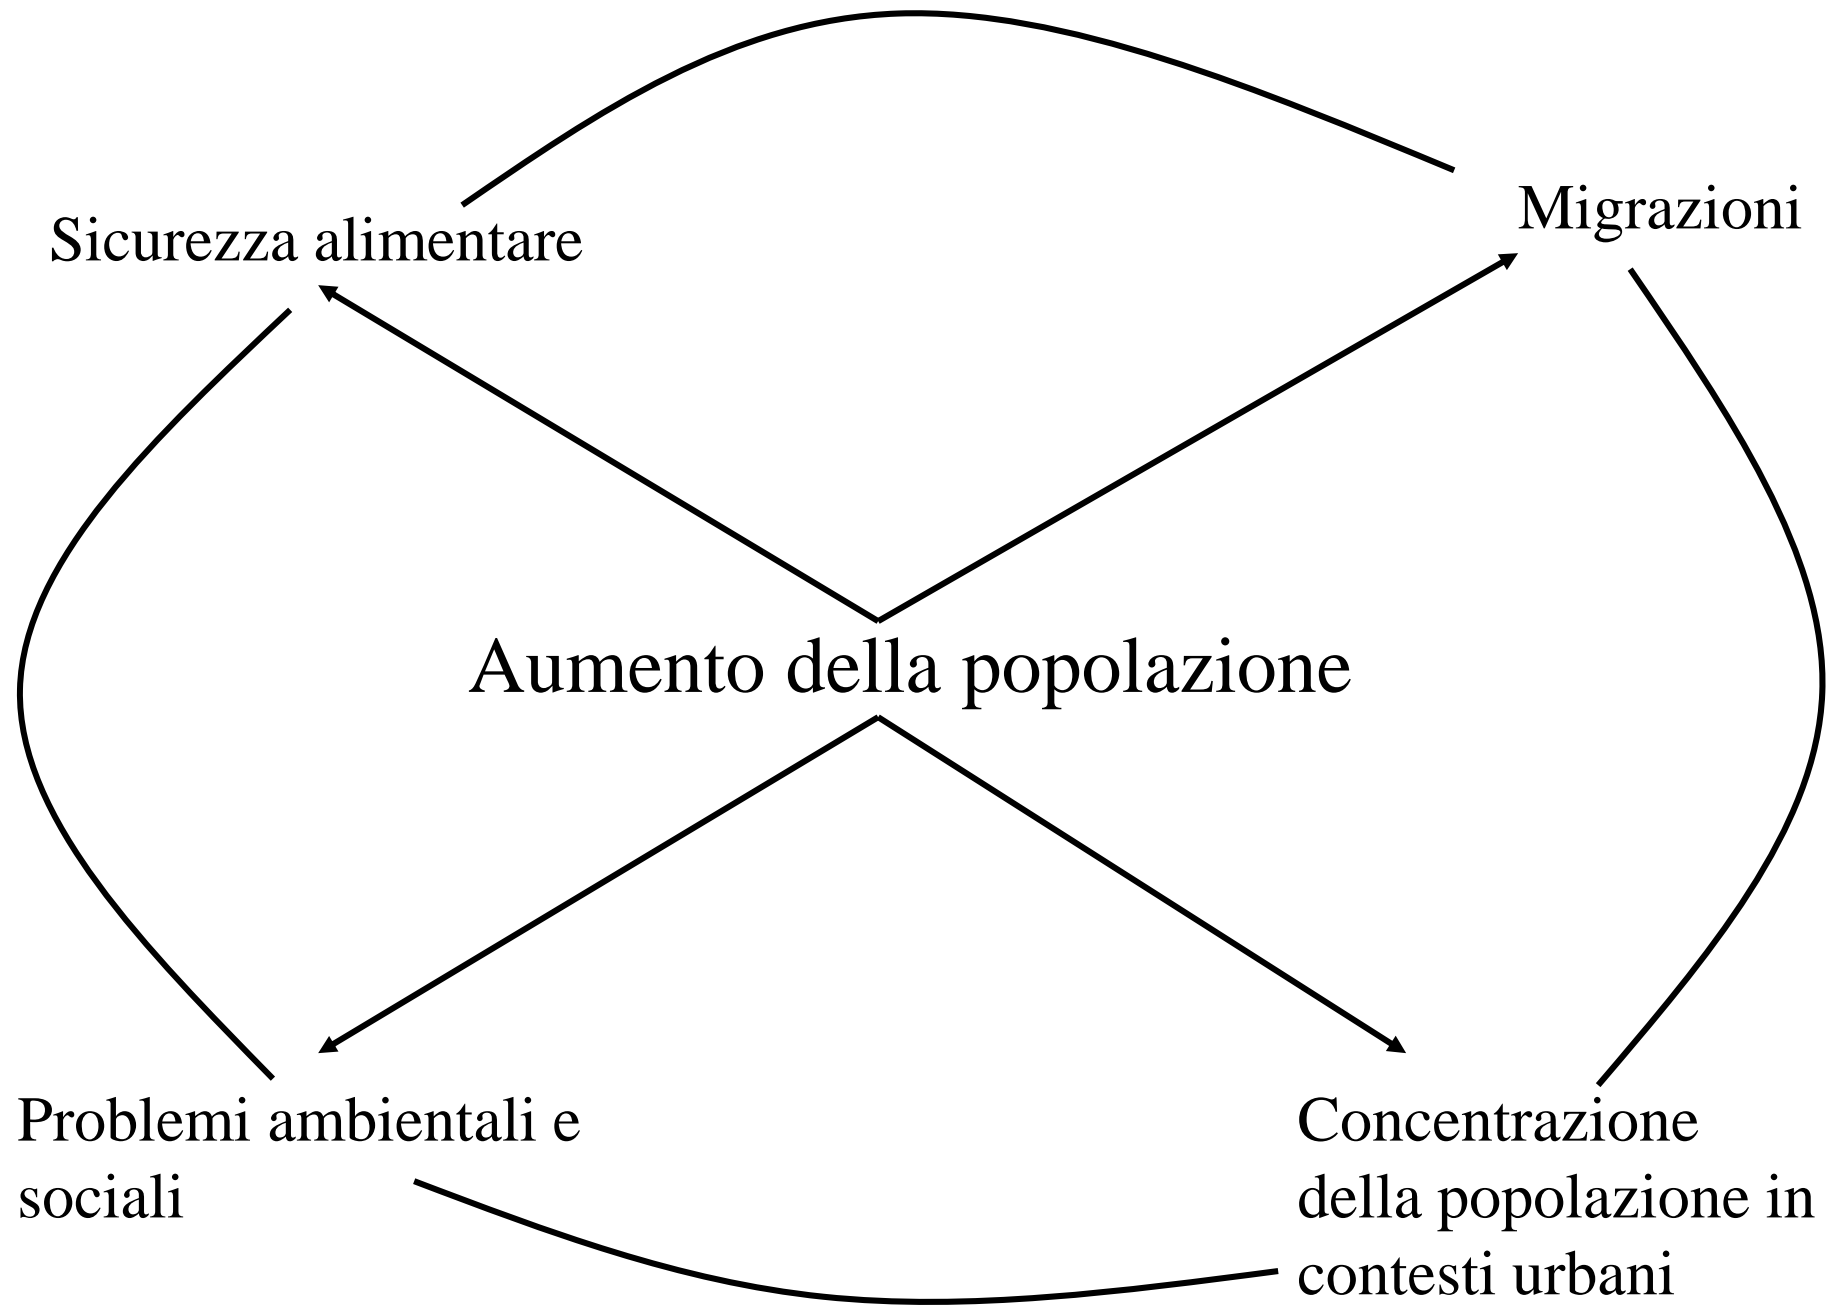 Migrazioni
Sicurezza alimentare
Aumento della popolazione
Problemi ambientali e
sociali
Concentrazione
della popolazione in
contesti urbani